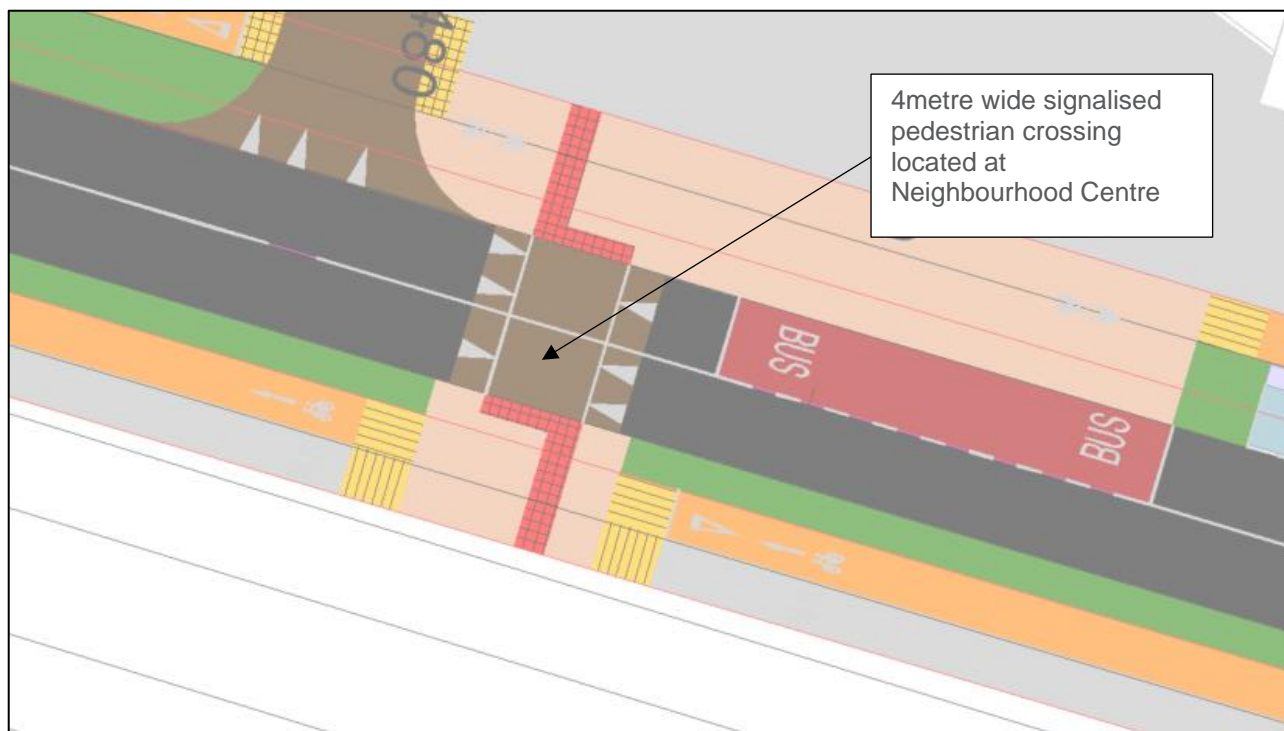 480
4metre wide signalised
pedestrian crossing
located at
Neighbourhood Centre
BUS
BUS